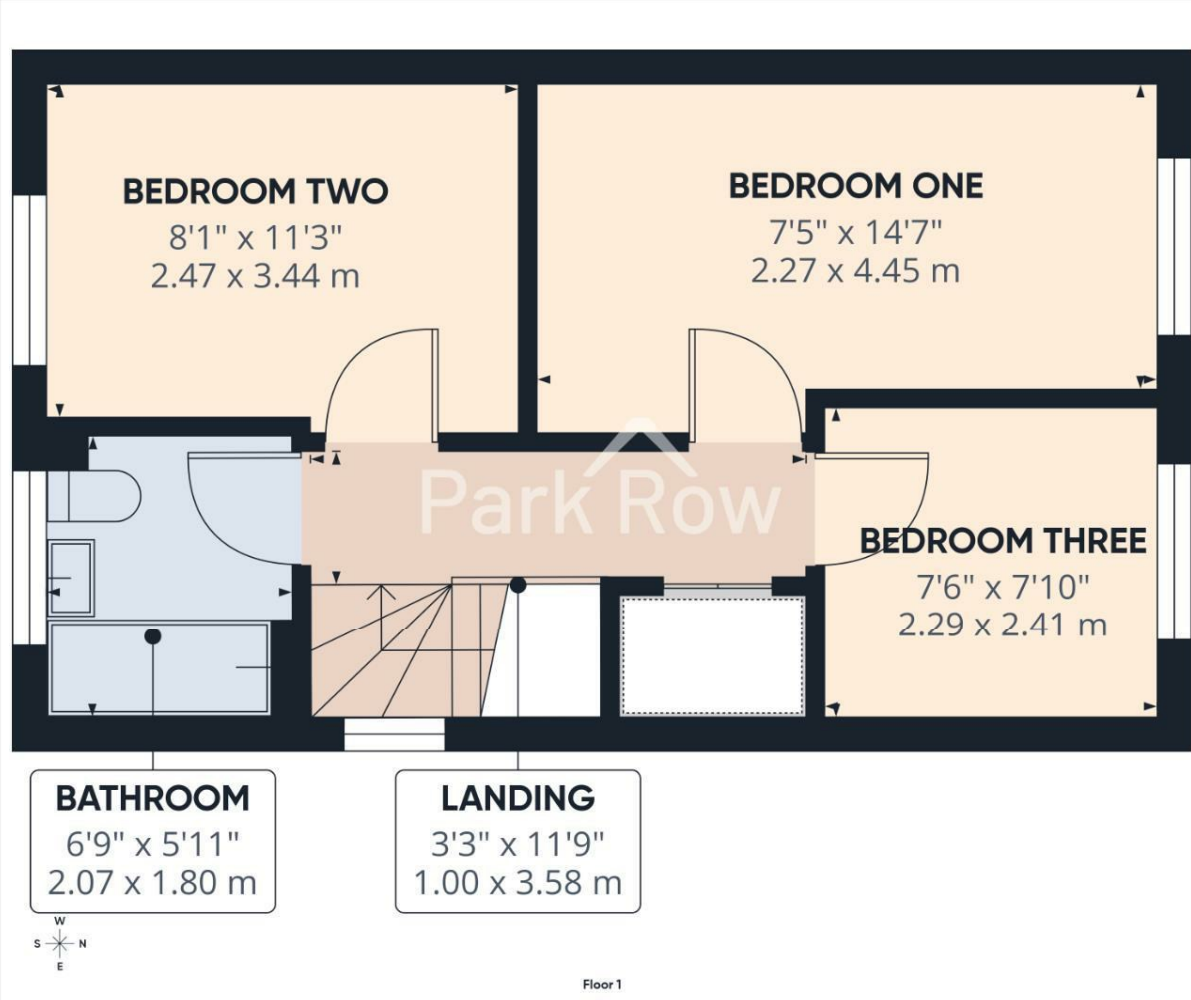 BEDROOM TWO
8'1" x 11'3"
2.47 x 3.44 m
BEDROOM ONE
7'5" x 14'7"
2.27 x 4.45 m
Park Row
BEDROOM THREE
7'6" x 7'10"
2.29 x 2.41 m
BATHROOM
6'9" x 5'11"
2.07 x 1.80 m
LANDING
3'3" x 11'9"
1.00 x 3.58 m
W
S N
E
Floor 1